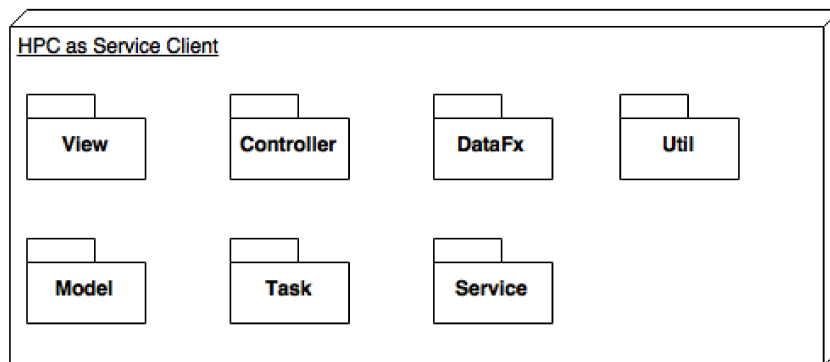 HPC as Service Client
View
Controller
DataFx
Util
Model
Task
Service